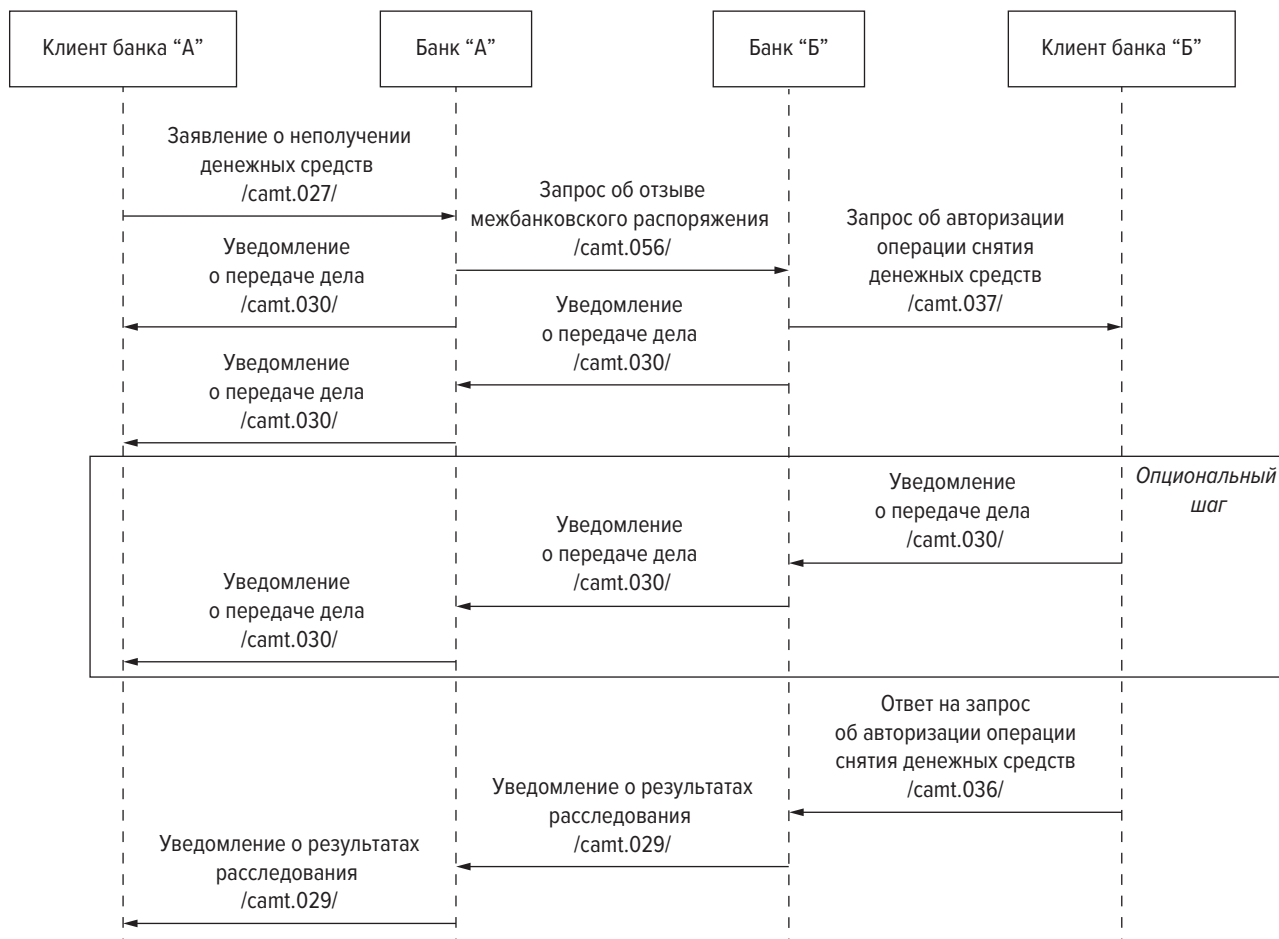 Клиент банка “А”
Банк “А”
Банк “Б”
Клиент банка “Б”
Заявление о неполучении
денежных средств
/camt.027/
Запрос об отзыве
межбанковского распоряжения
/camt.056/
Запрос об авторизации
операции снятия
денежных средств
/camt.037/
Уведомление
о передаче дела
/camt.030/
Уведомление
о передаче дела
/camt.030/
Уведомление
о передаче дела
/camt.030/
Опциональный
шаг
Уведомление
о передаче дела
/camt.030/
Уведомление
о передаче дела
/camt.030/
Уведомление
о передаче дела
/camt.030/
Ответ на запрос
об авторизации операции
снятия денежных средств
/camt.036/
Уведомление о результатах
расследования
/camt.029/
Уведомление о результатах
расследования
/camt.029/